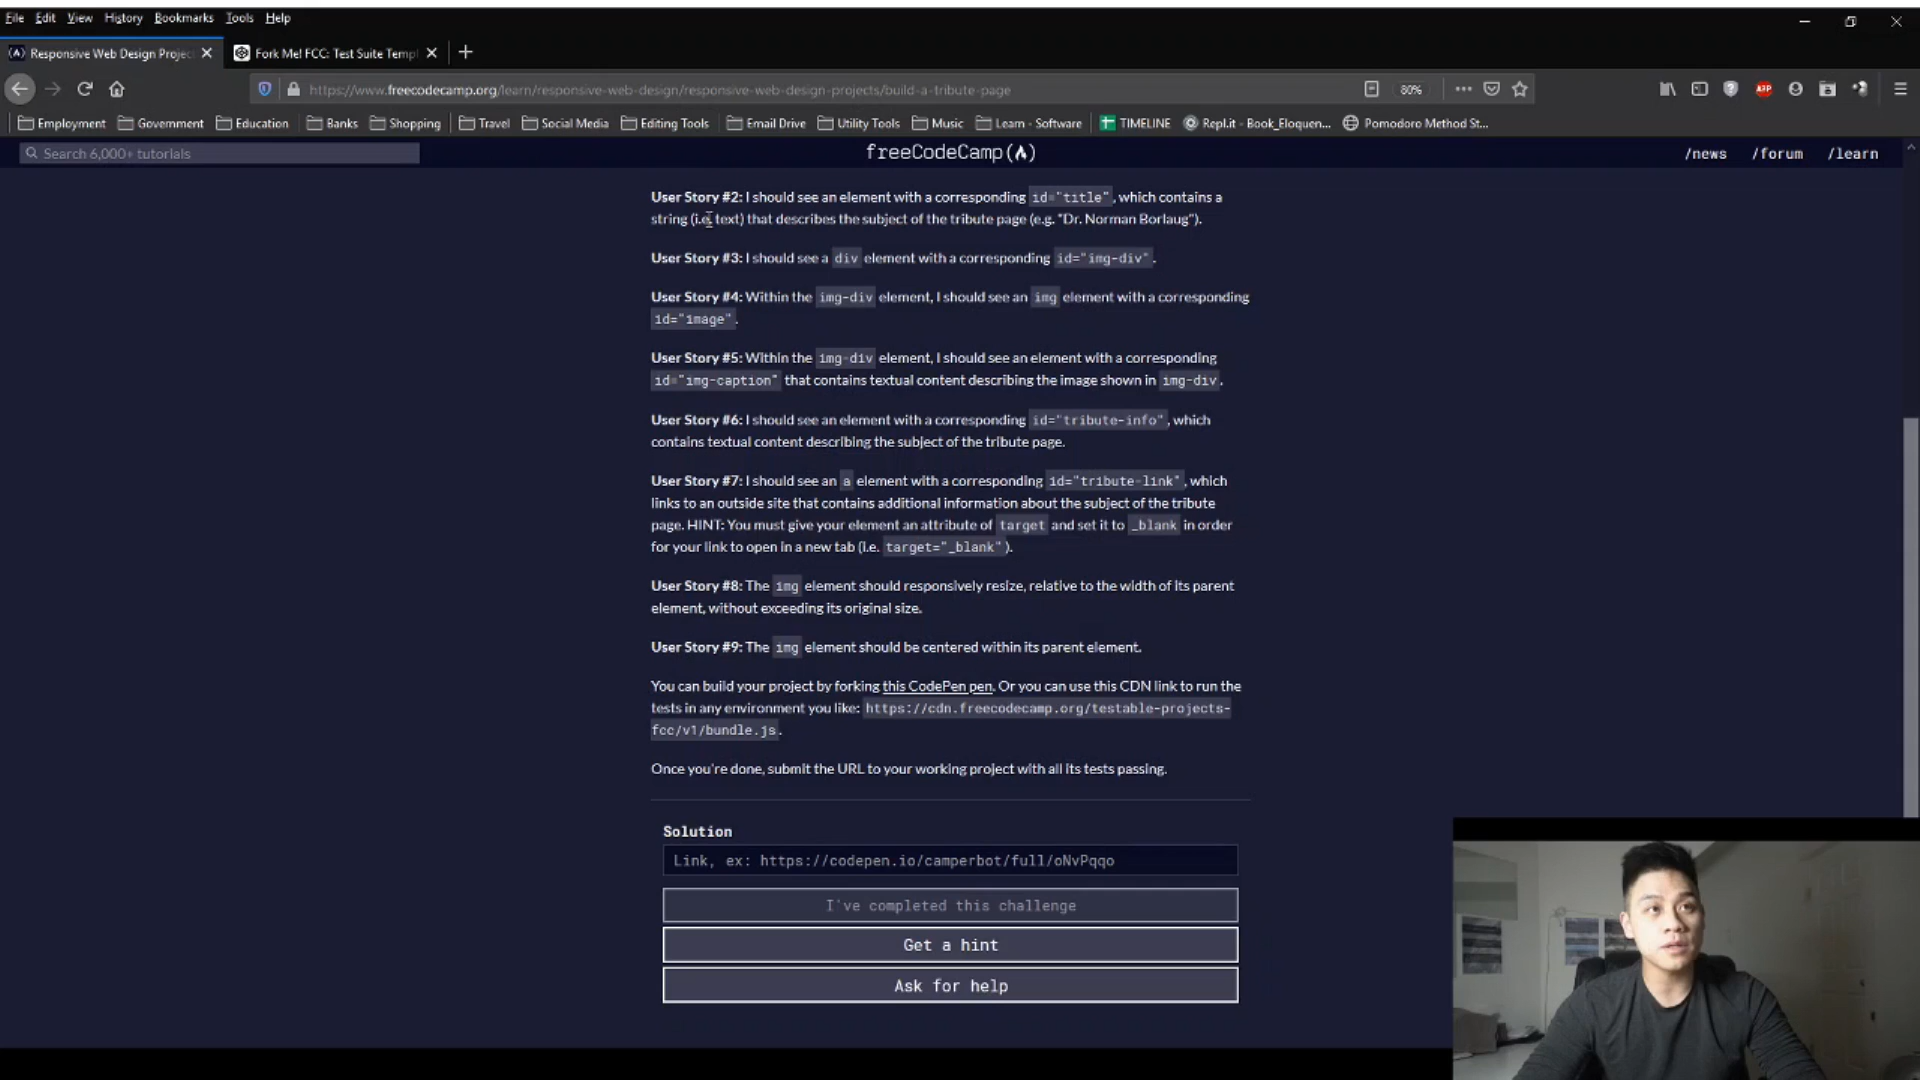 File Edit View History Bookmarks Tools Help
Responsive Web Design Projec
Fork Me! FCC: Test Suite Templ
https://www.freecodecamp.org/learn/responsive-web-design/responsive-web-design-projects/build-a-tribute-page
80%
ABP
Employment Government Education Banks Shopping Travel Social Media Editing Tools Email Drive Utility Tools Music Learn - Software TIMELINE Repl.it - Book_Eloquen... Pomodoro Method St...
Search 6,000+ tutorials
freeCodeCamp
/news /forum /learn
User Story #2: I should see an element with a corresponding id="title", which contains a
string (i.e. text) that describes the subject of the tribute page (e.g. "Dr. Norman Borlaug").
User Story #3: I should see a div element with a corresponding id="img-div".
User Story #4: Within the img-div element, I should see an img element with a corresponding
id="image".
User Story #5: Within the img-div element, I should see an element with a corresponding
id="img-caption" that contains textual content describing the image shown in img-div.
User Story #6: I should see an element with a corresponding id="tribute-info", which
contains textual content describing the subject of the tribute page.
User Story #7: I should see an a element with a corresponding id="tribute-link", which
links to an outside site that contains additional information about the subject of the tribute
page. HINT: You must give your element an attribute of target and set it to _blank in order
for your link to open in a new tab (i.e. target="_blank").
User Story #8: The img element should responsively resize, relative to the width of its parent
element, without exceeding its original size.
User Story #9: The img element should be centered within its parent element.
You can build your project by forking this CodePen pen. Or you can use this CDN link to run the
tests in any environment you like: https://cdn.freecodecamp.org/testable-projects-
fcc/v1/bundle.js.
Once you're done, submit the URL to your working project with all its tests passing.
Solution
Link, ex: https://codepen.io/camperbot/full/oNvPqqo
I've completed this challenge
Get a hint
Ask for help